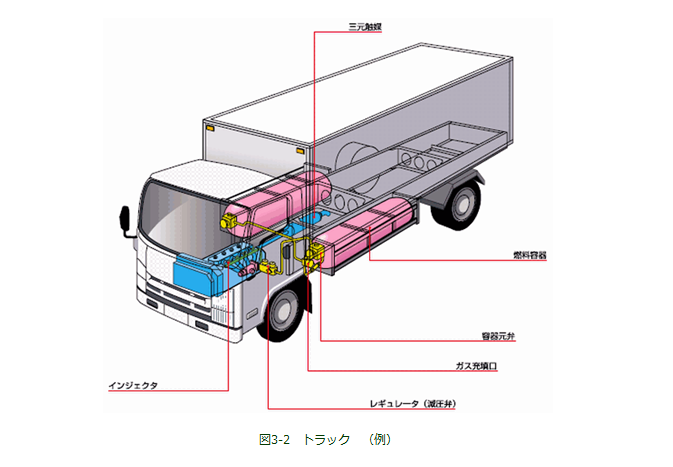 三元触媒
燃料容器
容器元弁
ガス充填口
インジェクタ
レギュレータ（減圧弁）
図3-2　トラック　（例）